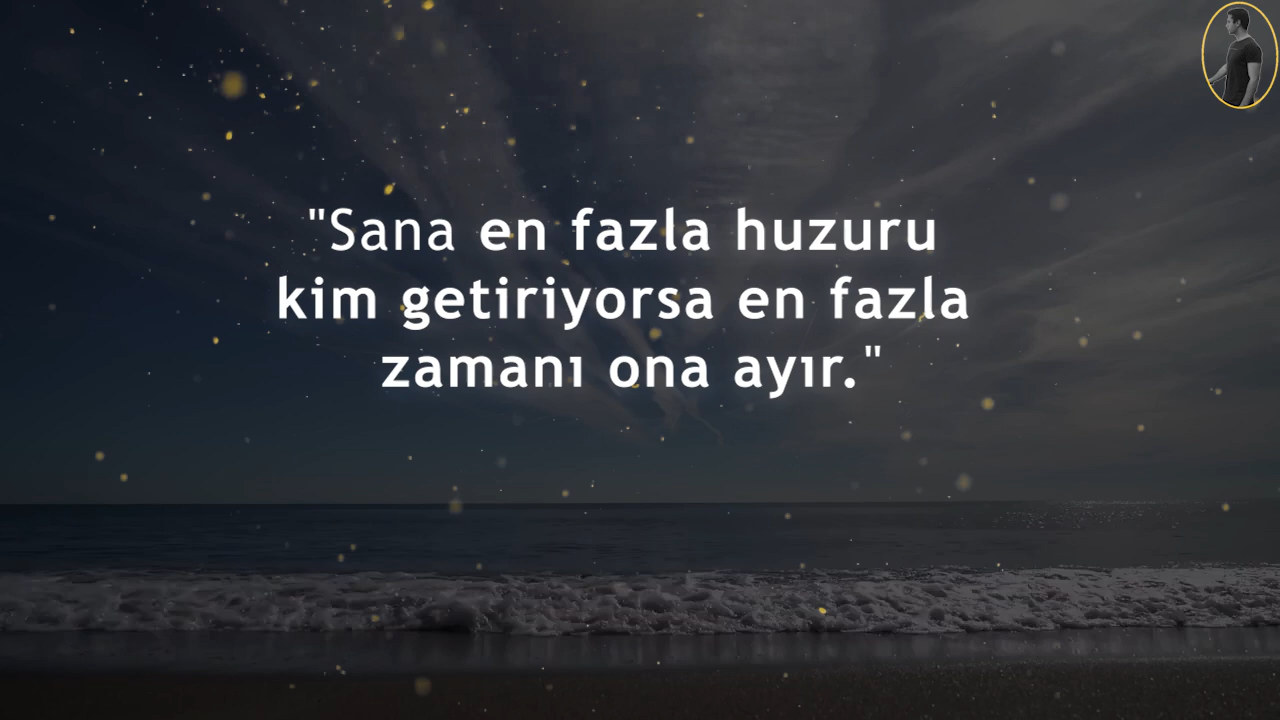 "Sana en fazla huzuru
kim getiriyorsa en fazla
zamanı ona ayır."